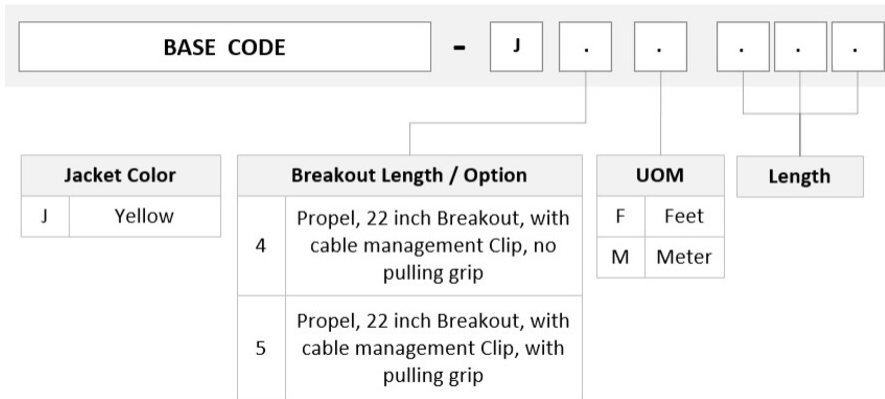 BASE CODE - J . . . . .
Jacket Color
J Yellow
Breakout Length / Option
4 Propel, 22 inch Breakout, with
cable management Clip, no
pulling grip
5 Propel, 22 inch Breakout, with
cable management Clip, with
pulling grip
UOM
F Feet
M Meter
Length